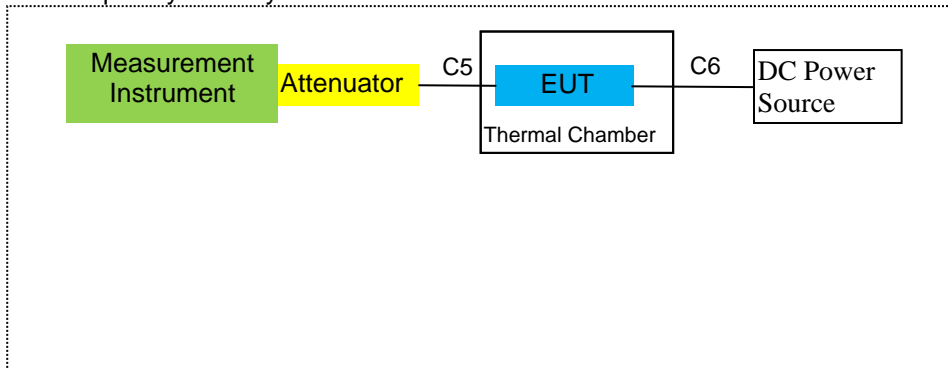 Measurement
Instrument
Attenuator
C5
EUT
Thermal Chamber
C6
DC Power
Source